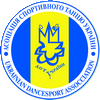 АСОЦІАЦІЯ СПОРТИВНОГО ТАНЦЮ УКРАЇНИ
UKRAINIAN DANCESPORT ASSOCIATION